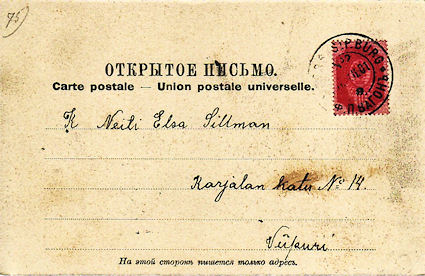 75
ОТКРЫТОЕ ПИСЬМО.
Carte postale — Union postale universelle.
K Neiti Elsa Sillman
Karjalan katu No 14.
Viipuri
На этой сторонѣ пишется только адресъ.